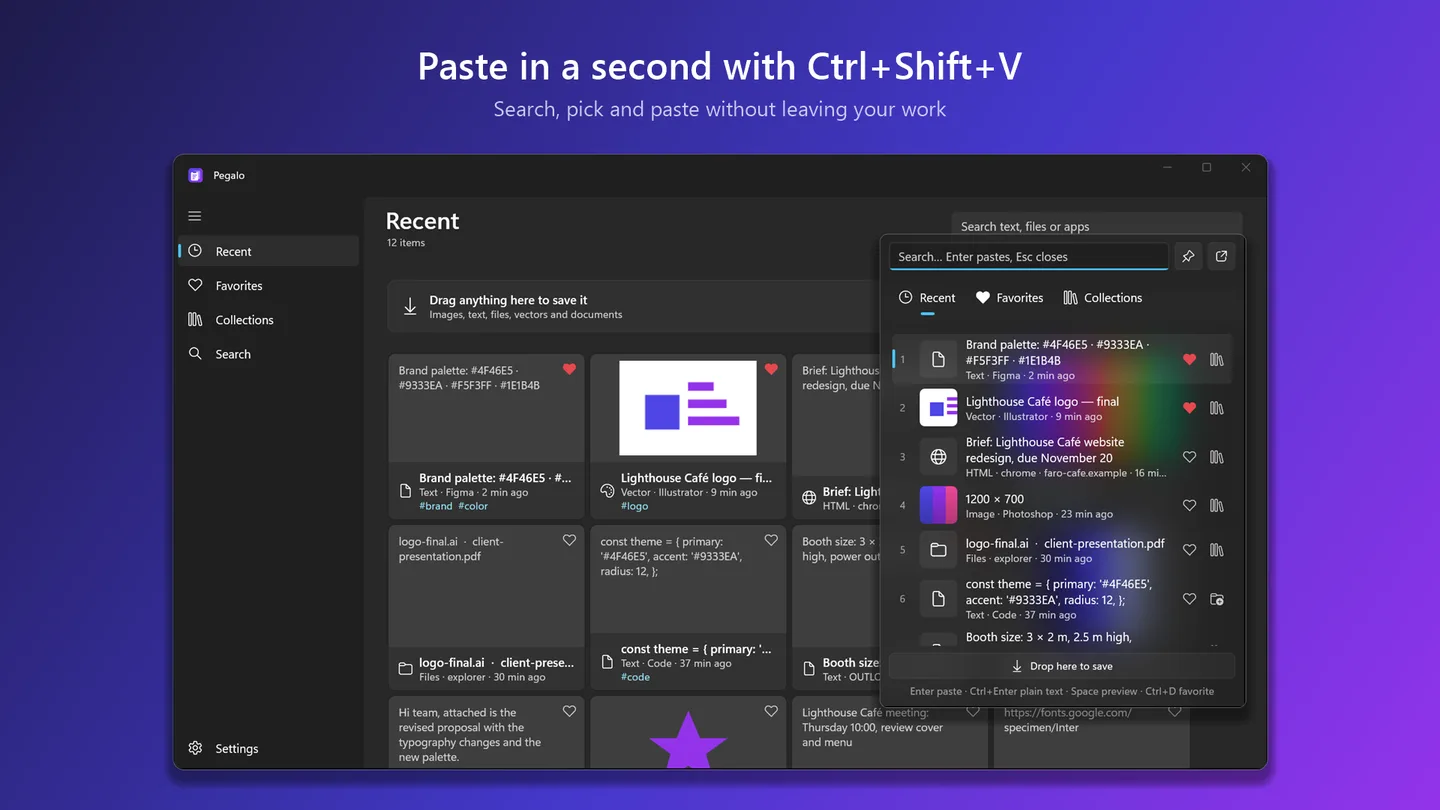 Paste in a second with Ctrl+Shift+V
Search, pick and paste without leaving your work
Pegalo
Recent
Favorites
Collections
Search
Settings
Recent
12 items
Search text, files or apps
Drag anything here to save it
Images, text, files, vectors and documents
Brand palette: #4F46E5 ·
#9333EA · #F5F3FF · #1E1B4B
Brand palette: #4F46E5 · #...
Text · Figma · 2 min ago
#brand #color
Lighthouse Café logo — fi...
Vector · Illustrator · 9 min ago
#logo
Brief: Lighthous
redesign, due N
Brief: Light
HTML · chron
logo-final.ai · client-
presentation.pdf
logo-final.ai · client-prese...
Files · explorer · 30 min ago
const theme = { primary:
'#4F46E5', accent: '#9333EA',
radius: 12, };
const theme = { primary: '...
Text · Code · 37 min ago
#code
Booth size: 3 ×
high, power out
Booth size
Text · OUTLO
Hi team, attached is the
revised proposal with the
typography changes and the
new palette.
Lighthouse Café meeting:
Thursday 10:00, review cover
and menu
https://fonts.google.com/
specimen/Inter
Search... Enter pastes, Esc closes
Recent
Favorites
Collections
1
Brand palette: #4F46E5 · #9333EA ·
#F5F3FF · #1E1B4B
Text · Figma · 2 min ago
2
Lighthouse Café logo — final
Vector · Illustrator · 9 min ago
3
Brief: Lighthouse Café website
redesign, due November 20
HTML · chrome · faro-cafe.example · 16 mi...
4
1200 × 700
Image · Photoshop · 23 min ago
5
logo-final.ai · client-presentation.pdf
Files · explorer · 30 min ago
6
const theme = { primary: '#4F46E5',
accent: '#9333EA', radius: 12, };
Text · Code · 37 min ago
Booth size: 3 × 2 m, 2.5 m high,
Drop here to save
Enter paste · Ctrl+Enter plain text · Space preview · Ctrl+D favorite